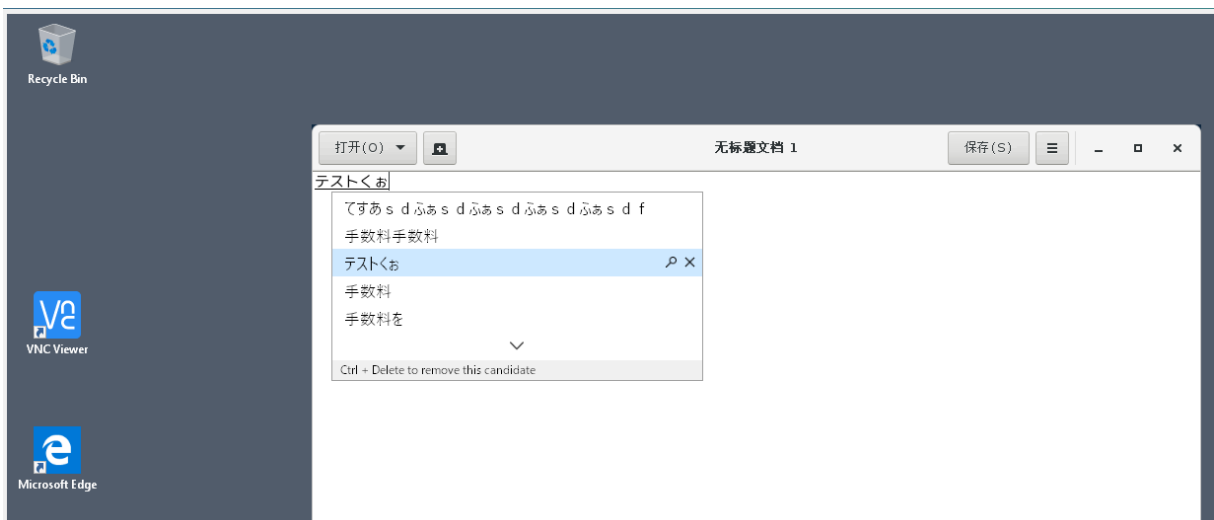 Recycle Bin
打开(O)
无标题文档 1
保存(S)
テストくぉ
てすあｓｄふぁｓｄふぁｓｄふぁｓｄふぁｓｄｆ
手数料手数料
テストくぉ
手数料
手数料を
Ctrl + Delete to remove this candidate
VNC Viewer
Microsoft Edge